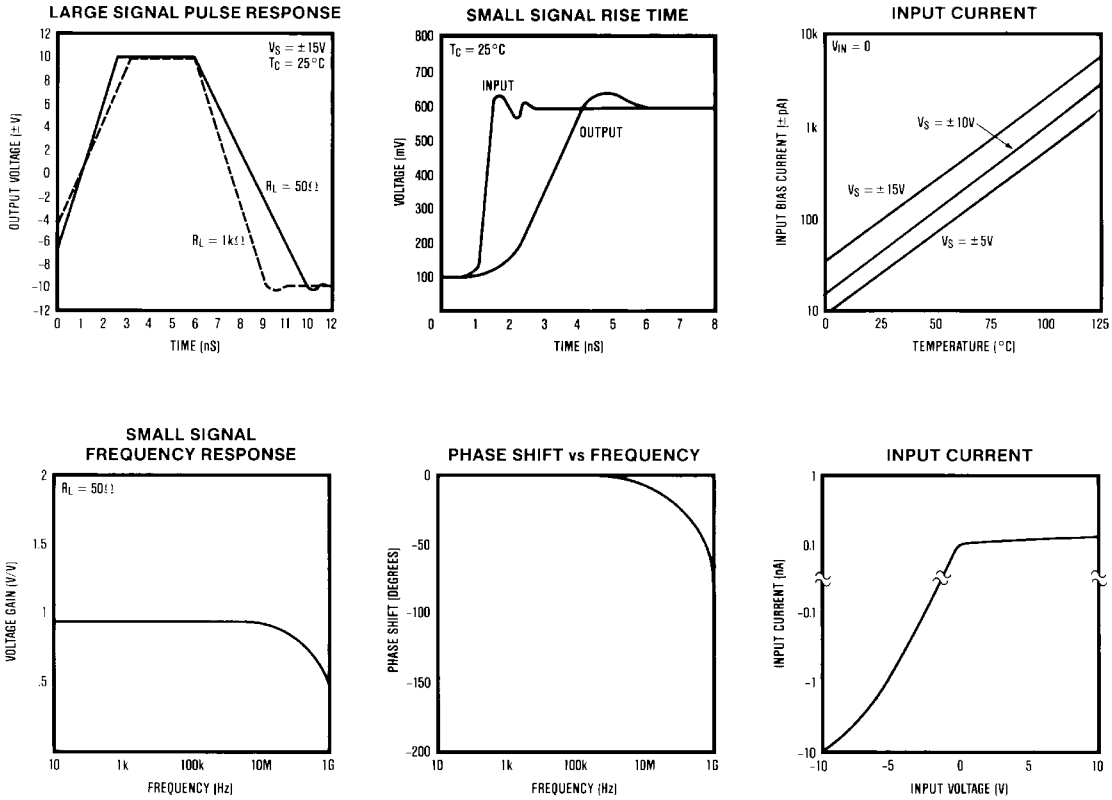 LARGE SIGNAL PULSE RESPONSE
12
10
8
6
4
2
0
-2
-4
-6
-8
-10
-12
OUTPUT VOLTAGE (±V)
VS = ±15V
TC = 25°C
RL = 50Ω
RL = 1kΩ
0 1 2 3 4 5 6 7 8 9 11 10 12
TIME (nS)
SMALL SIGNAL RISE TIME
800
700
600
500
400
300
200
100
0
VOLTAGE (mV)
TC = 25°C
INPUT
OUTPUT
1 2 3 4 5 6 7 8
TIME (nS)
INPUT CURRENT
10k
1k
100
10
INPUT BIAS CURRENT (±pA)
VIN = 0
VS = ±10V
VS = ±15V
VS = ±5V
0 25 50 75 100 125
TEMPERATURE (°C)
SMALL SIGNAL
FREQUENCY RESPONSE
2
1.5
1
.5
VOLTAGE GAIN (V/V)
RL = 50Ω
10 1k 100k 10M 1G
FREQUENCY (Hz)
PHASE SHIFT vs FREQUENCY
0
-50
-100
-150
-200
PHASE SHIFT (DEGREES)
10 1k 100k 10M 1G
FREQUENCY (Hz)
INPUT CURRENT
1
0.1
-0.1
-1
-10
INPUT CURRENT (nA)
-10 -5 0 5 10
INPUT VOLTAGE (V)